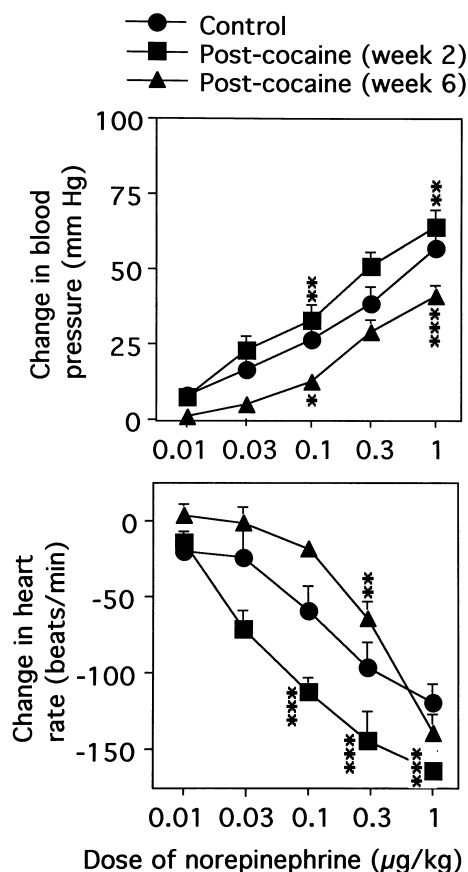 Control
Post-cocaine (week 2)
Post-cocaine (week 6)
Change in blood
pressure (mm Hg)
100
75
50
25
0
**
**
***
*
0.01 0.03 0.1 0.3 1
Change in heart
rate (beats/min)
0
-50
-100
-150
**
***
***
***
0.01 0.03 0.1 0.3 1
Dose of norepinephrine (μg/kg)